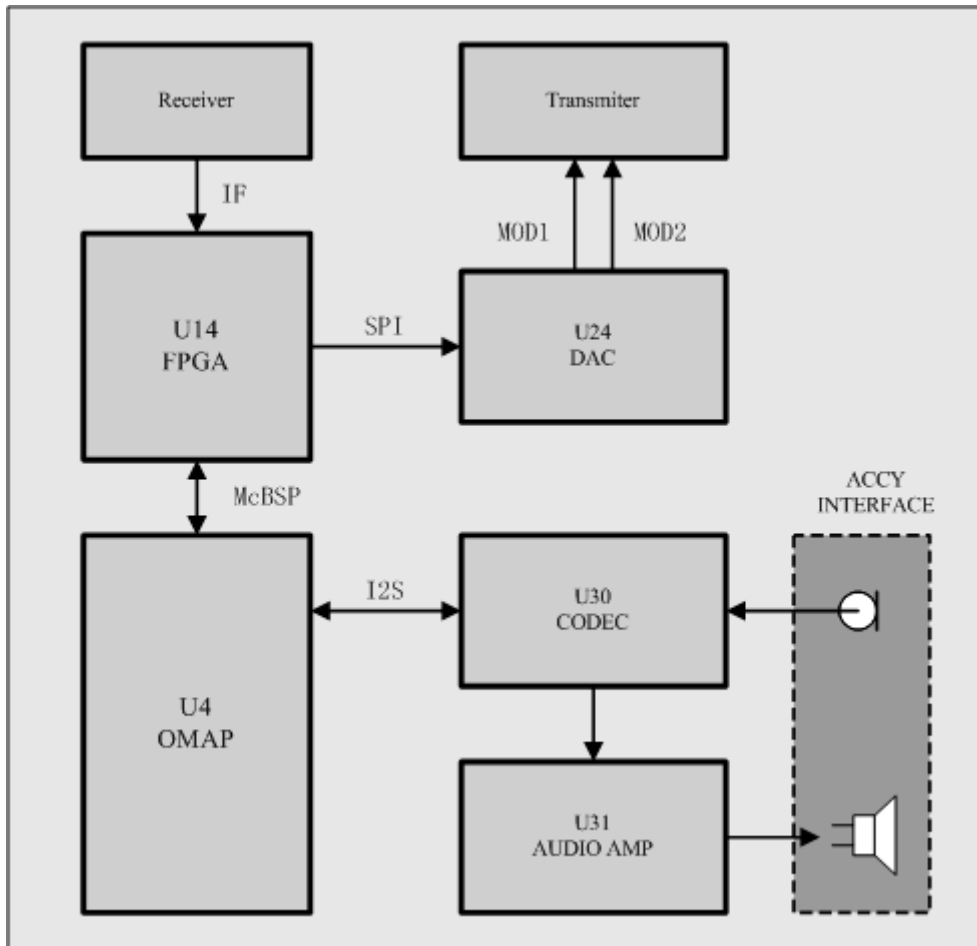 Receiver
Transmiter
IF
MOD1
MOD2
U14
FPGA
SPI
U24
DAC
McBSP
ACCY
INTERFACE
I2S
U30
CODEC
U4
OMAP
U31
AUDIO AMP